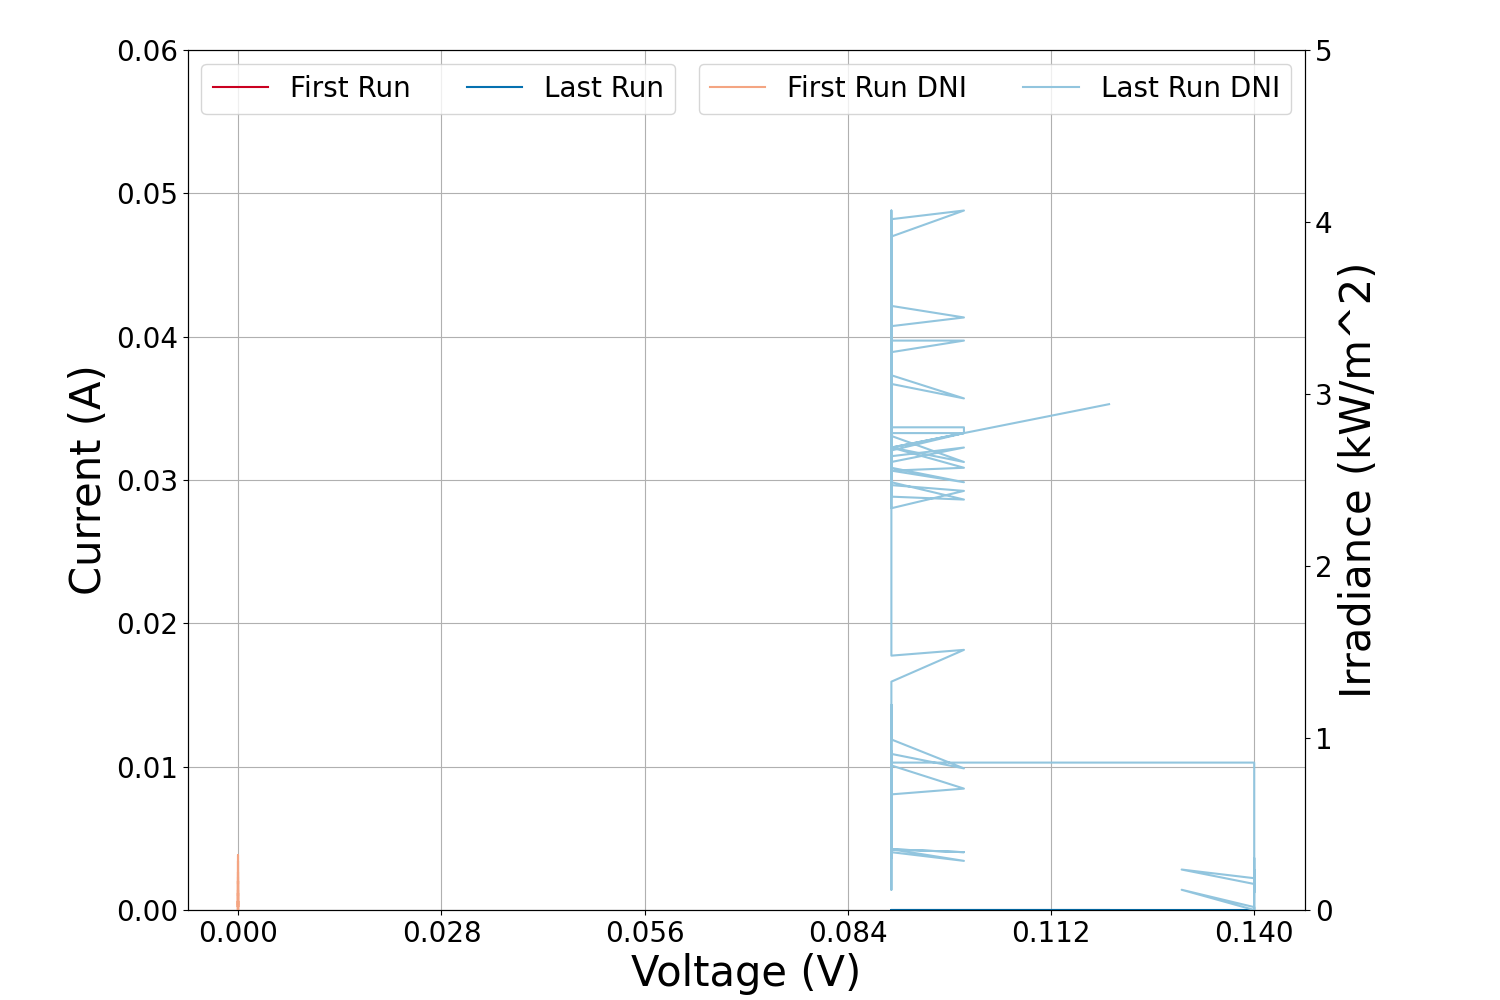 First Run
Last Run
First Run DNI
Last Run DNI
0.06
0.05
0.04
0.03
0.02
0.01
0.00
Current (A)
5
4
3
2
1
0
Irradiance (kW/m^2)
0.000
0.028
0.056
0.084
0.112
0.140
Voltage (V)